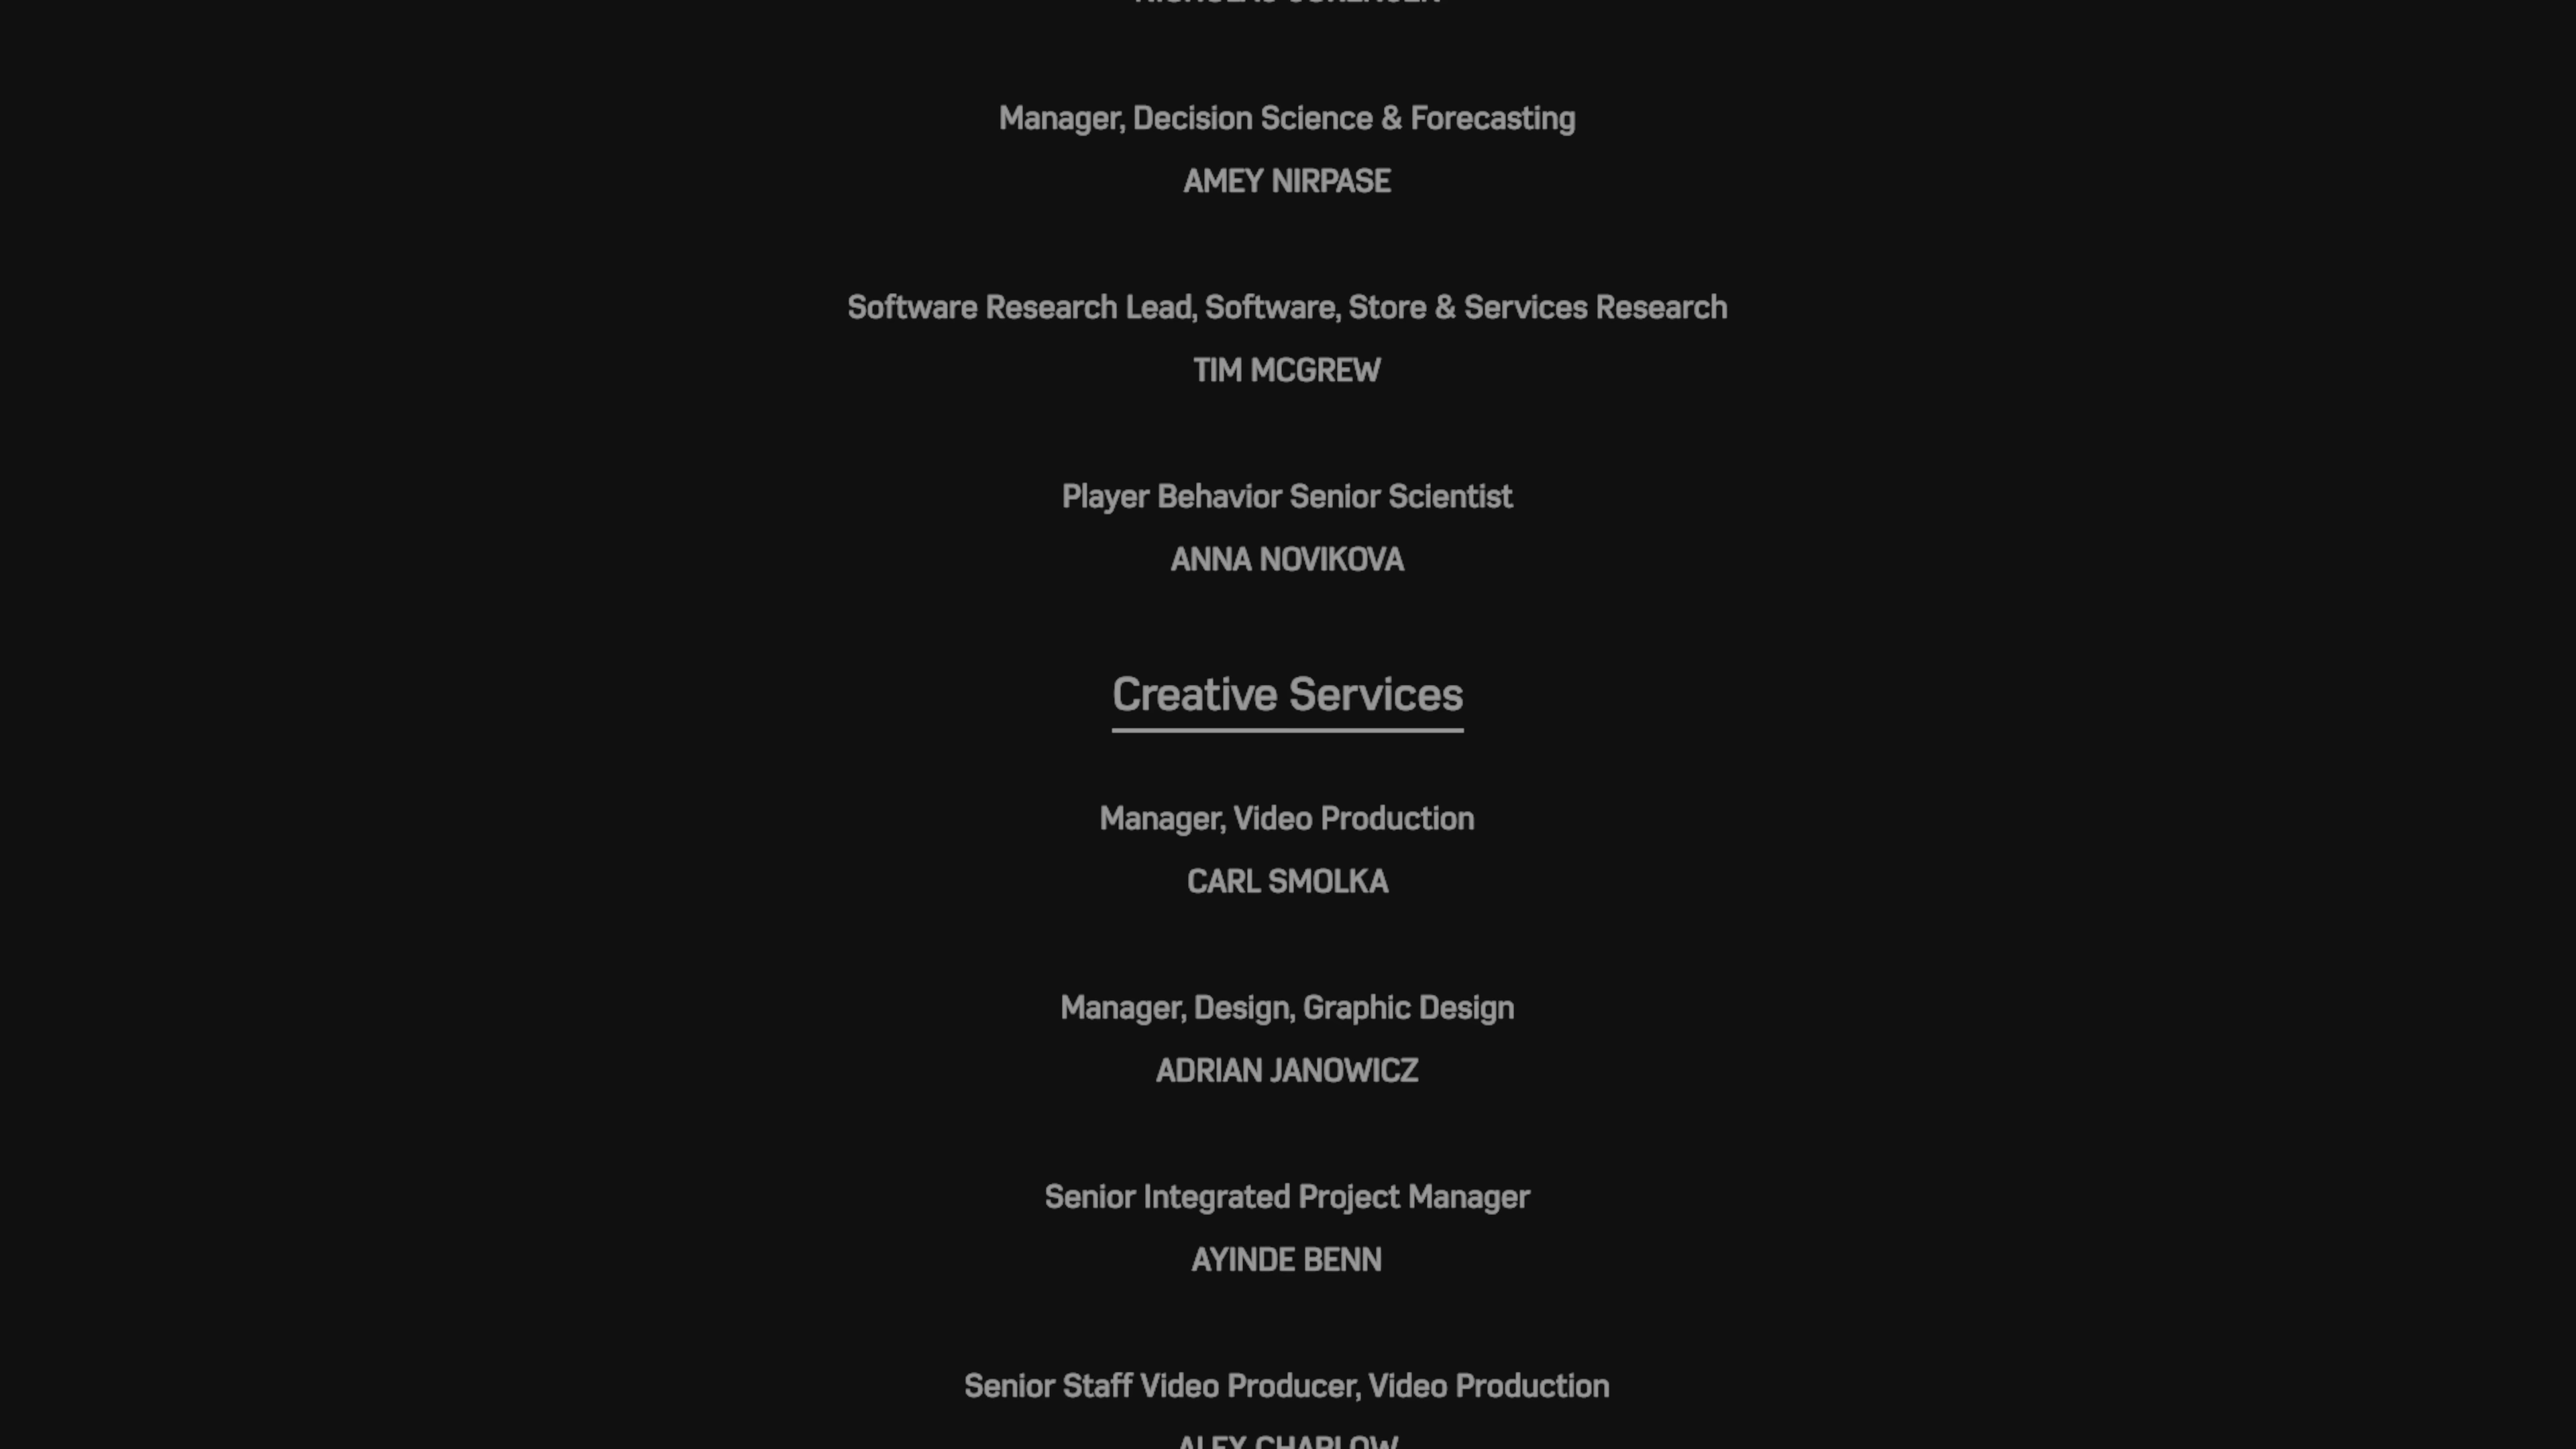 Manager, Decision Science & Forecasting
AMEY NIRPASE
Software Research Lead, Software, Store & Services Research
TIM MCGREW
Player Behavior Senior Scientist
ANNA NOVIKOVA
Creative Services
Manager, Video Production
CARL SMOLKA
Manager, Design, Graphic Design
ADRIAN JANOWICZ
Senior Integrated Project Manager
AYINDE BENN
Senior Staff Video Producer, Video Production
ALEX CHARLOW